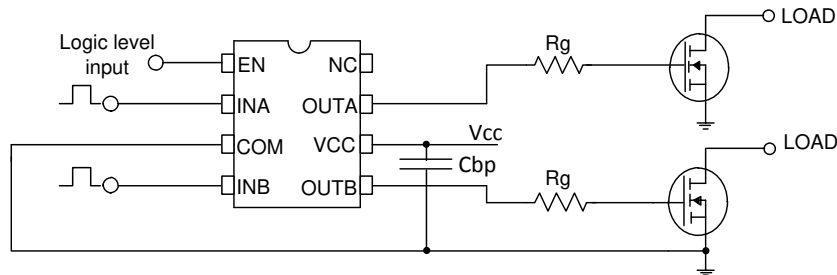 LOAD
Logic level
input
Rg
EN
NC
INA
OUTA
COM
VCC
Vcc
LOAD
Cbp
Rg
INB
OUTB